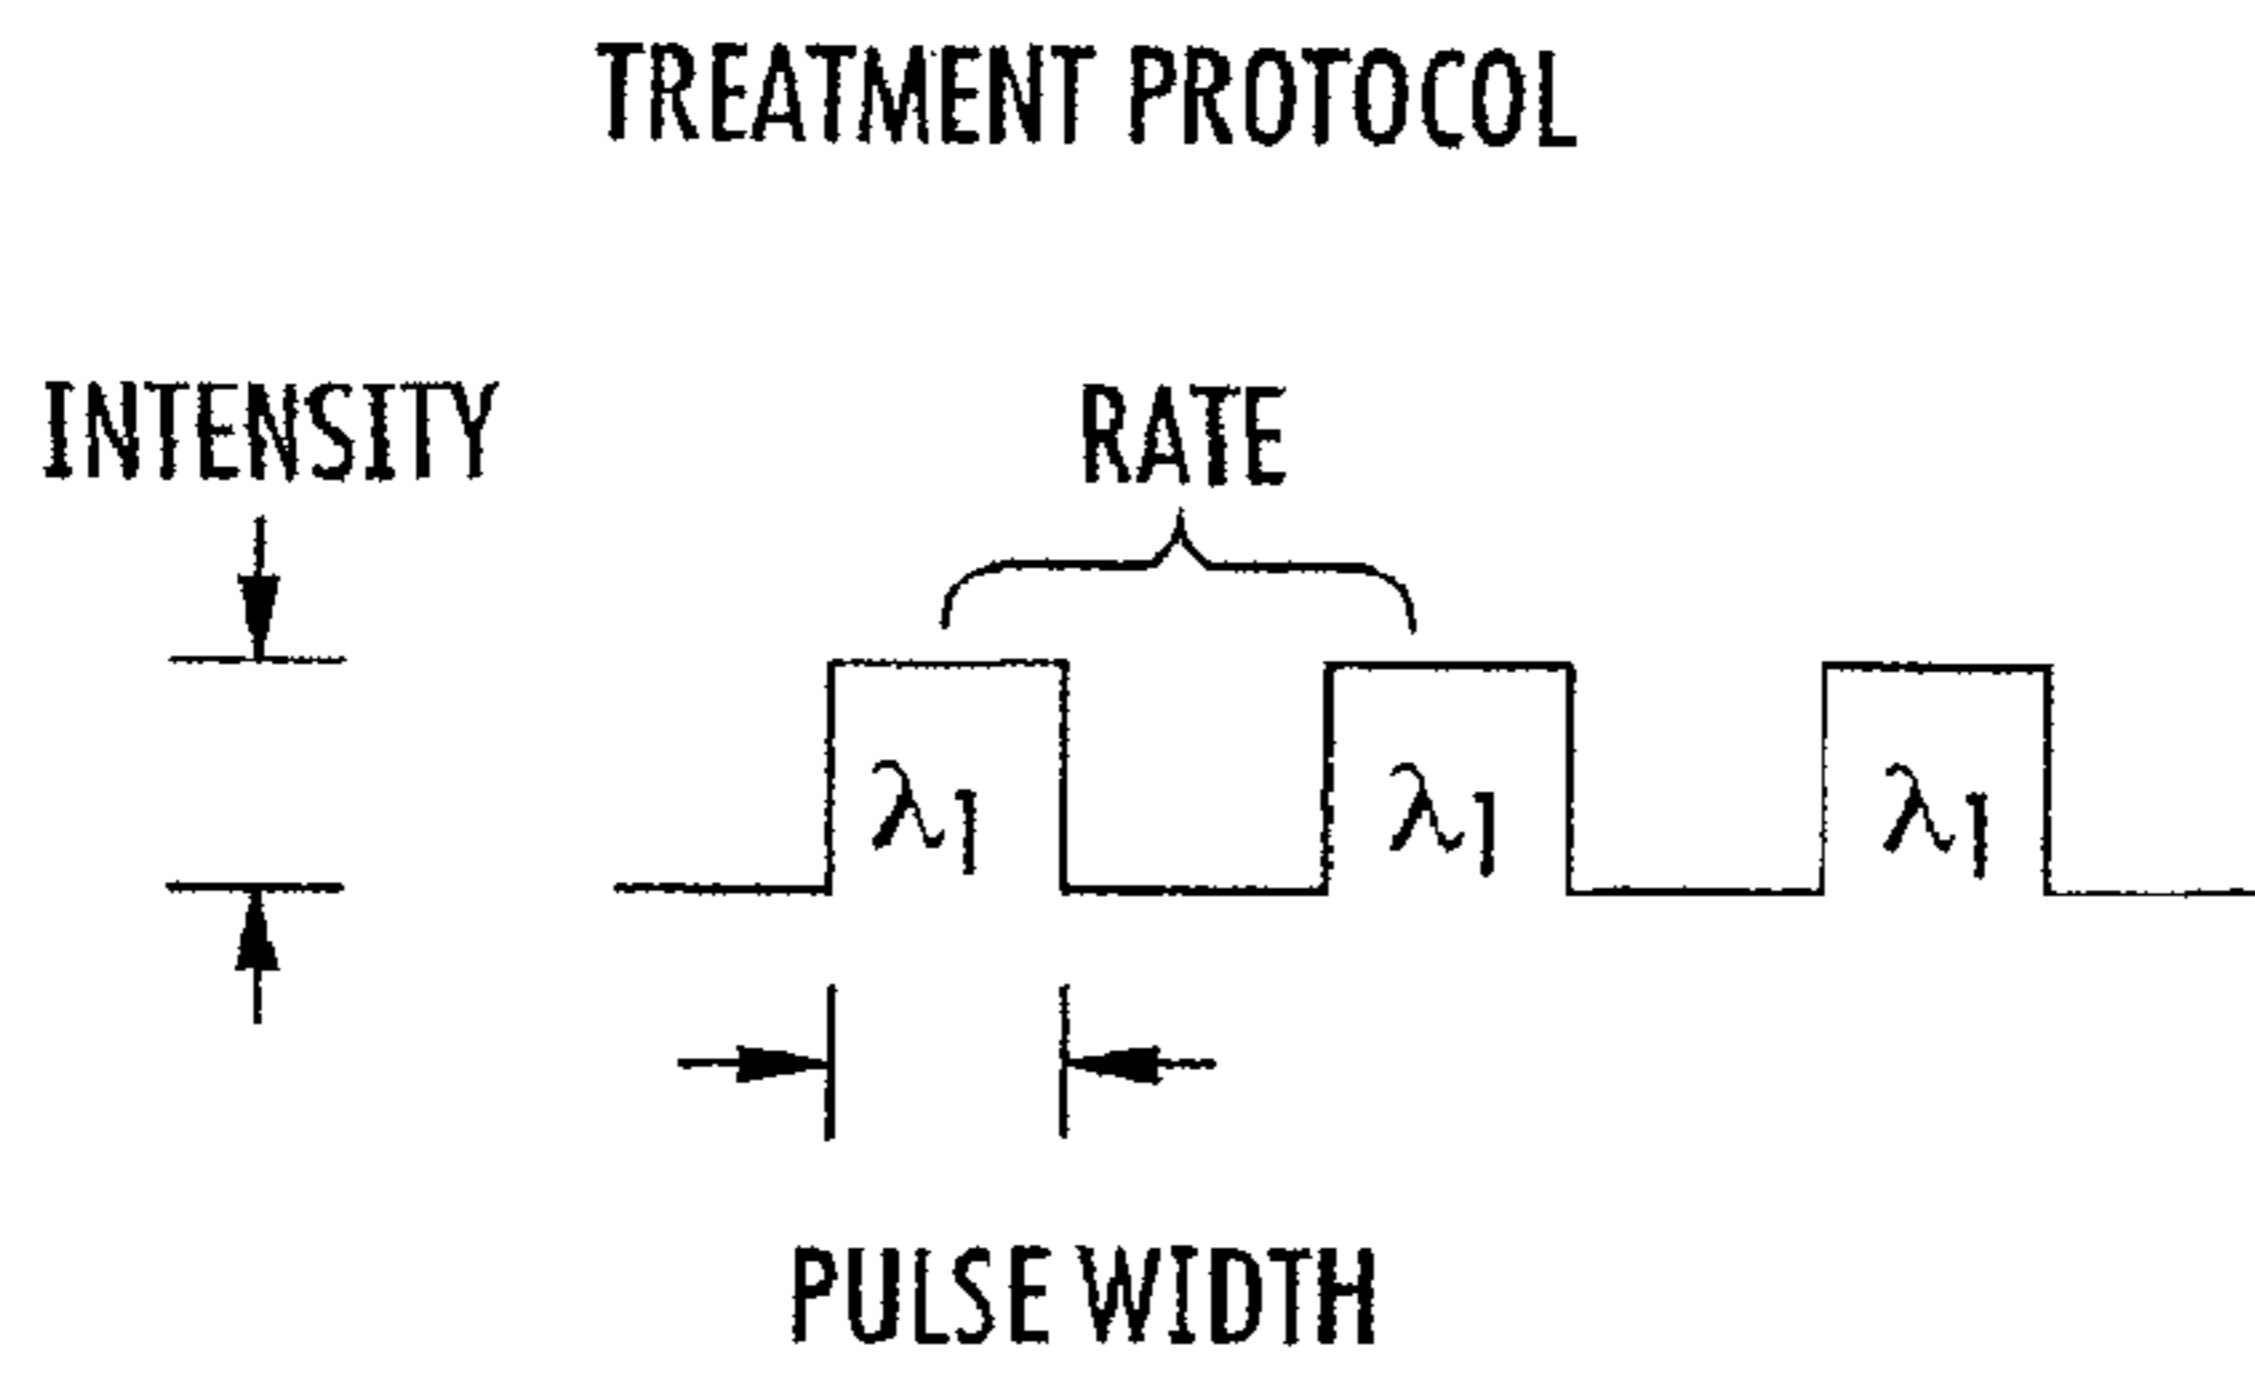 TREATMENT PROTOCOL
INTENSITY
RATE
λ1 λ1 λ1
PULSE WIDTH